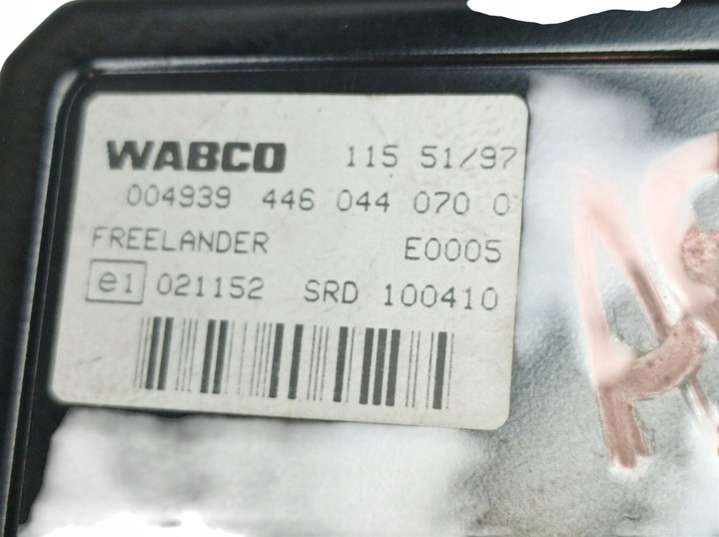 WABCO 115 51/97
004939 446 044 070 0
FREELANDER E0005
e1 021152 SRD 100410